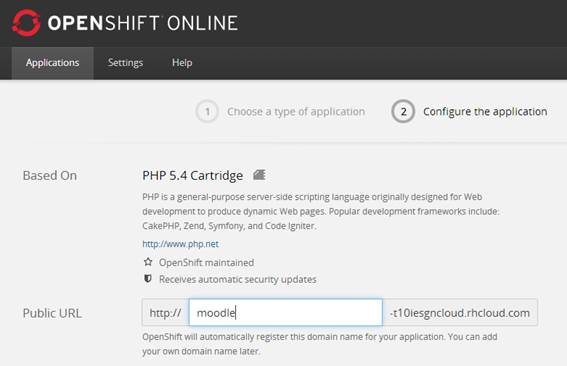 OPENSHIFT ONLINE
Applications Settings Help
1 Choose a type of application 2 Configure the application
Based On PHP 5.4 Cartridge
PHP is a general-purpose server-side scripting language originally designed for Web
development to produce dynamic Web pages. Popular development frameworks include:
CakePHP, Zend, Symfony, and Code Igniter.
http://www.php.net
OpenShift maintained
Receives automatic security updates
Public URL http:// moodle -t10iesgncloud.rhcloud.com
OpenShift will automatically register this domain name for your application. You can add
your own domain name later.